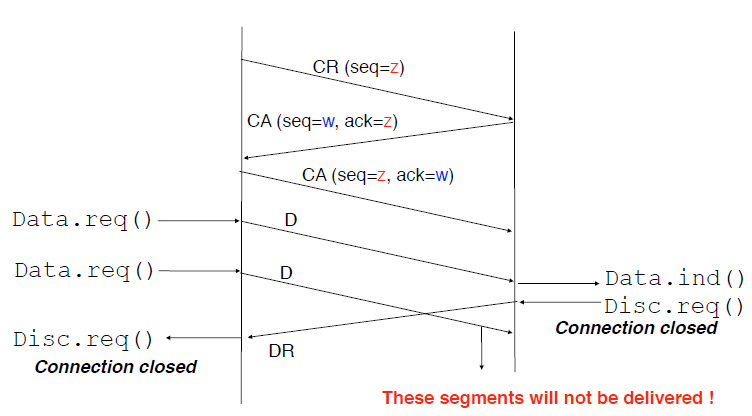 CR (seq=z)
CA (seq=w, ack=z)
CA (seq=z, ack=w)
Data.req()
D
Data.req()
D
Data.ind()
Disc.req()
Connection closed
Disc.req()
DR
Connection closed
These segments will not be delivered !